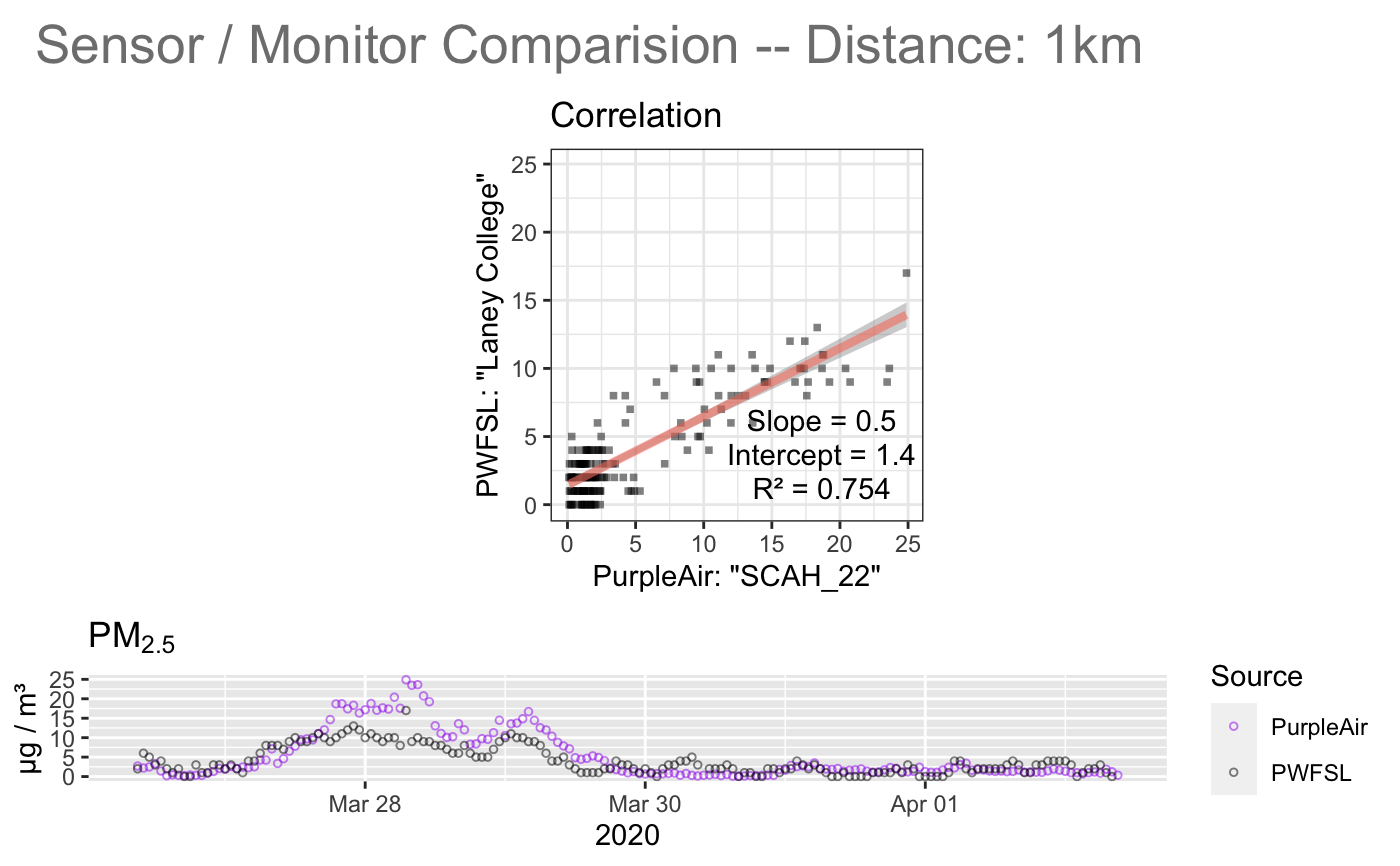 Sensor / Monitor Comparision -- Distance: 1km
Correlation
25
20
15
10
5
0
PWFSL: "Laney College"
Slope = 0.5
Intercept = 1.4
R² = 0.754
0 5 10 15 20 25
PurpleAir: "SCAH_22"
PM2.5
25
20
15
10
5
0
µg / m³
Mar 28 Mar 30 Apr 01
2020
Source
PurpleAir
PWFSL